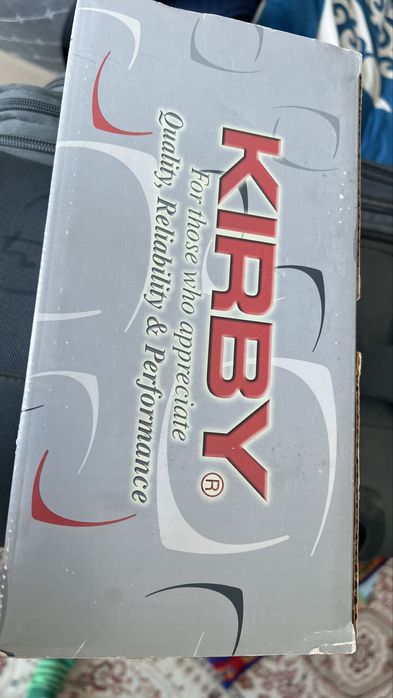 KIRBY®
For those who appreciate
Quality, Reliability & Performance